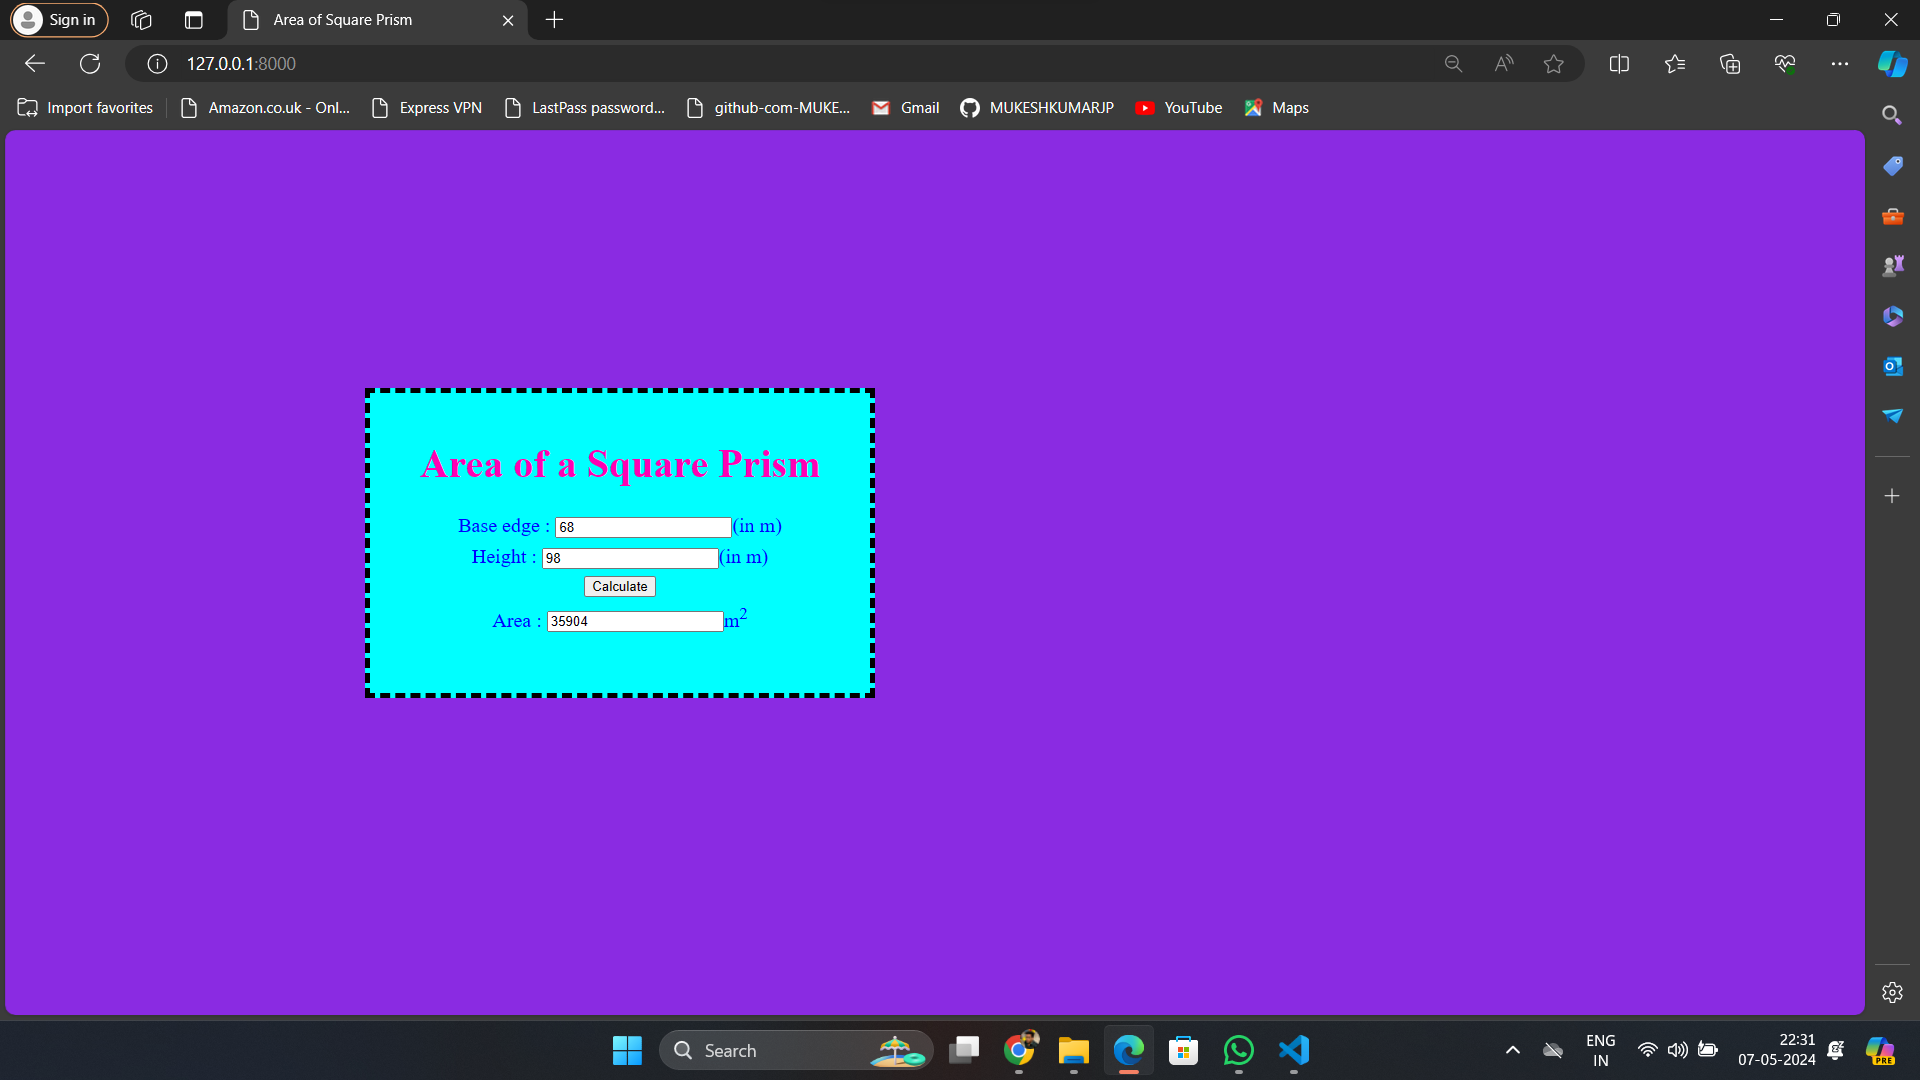 Sign in
Area of Square Prism
127.0.0.1:8000
Import favorites
Amazon.co.uk - Onl...
Express VPN
LastPass password...
github-com-MUKE...
Gmail
MUKESHKUMARJP
YouTube
Maps
Area of a Square Prism
Base edge : 68 (in m)
Height : 98 (in m)
Calculate
Area : 35904 m²
Search
ENG
IN
22:31
07-05-2024
PRE